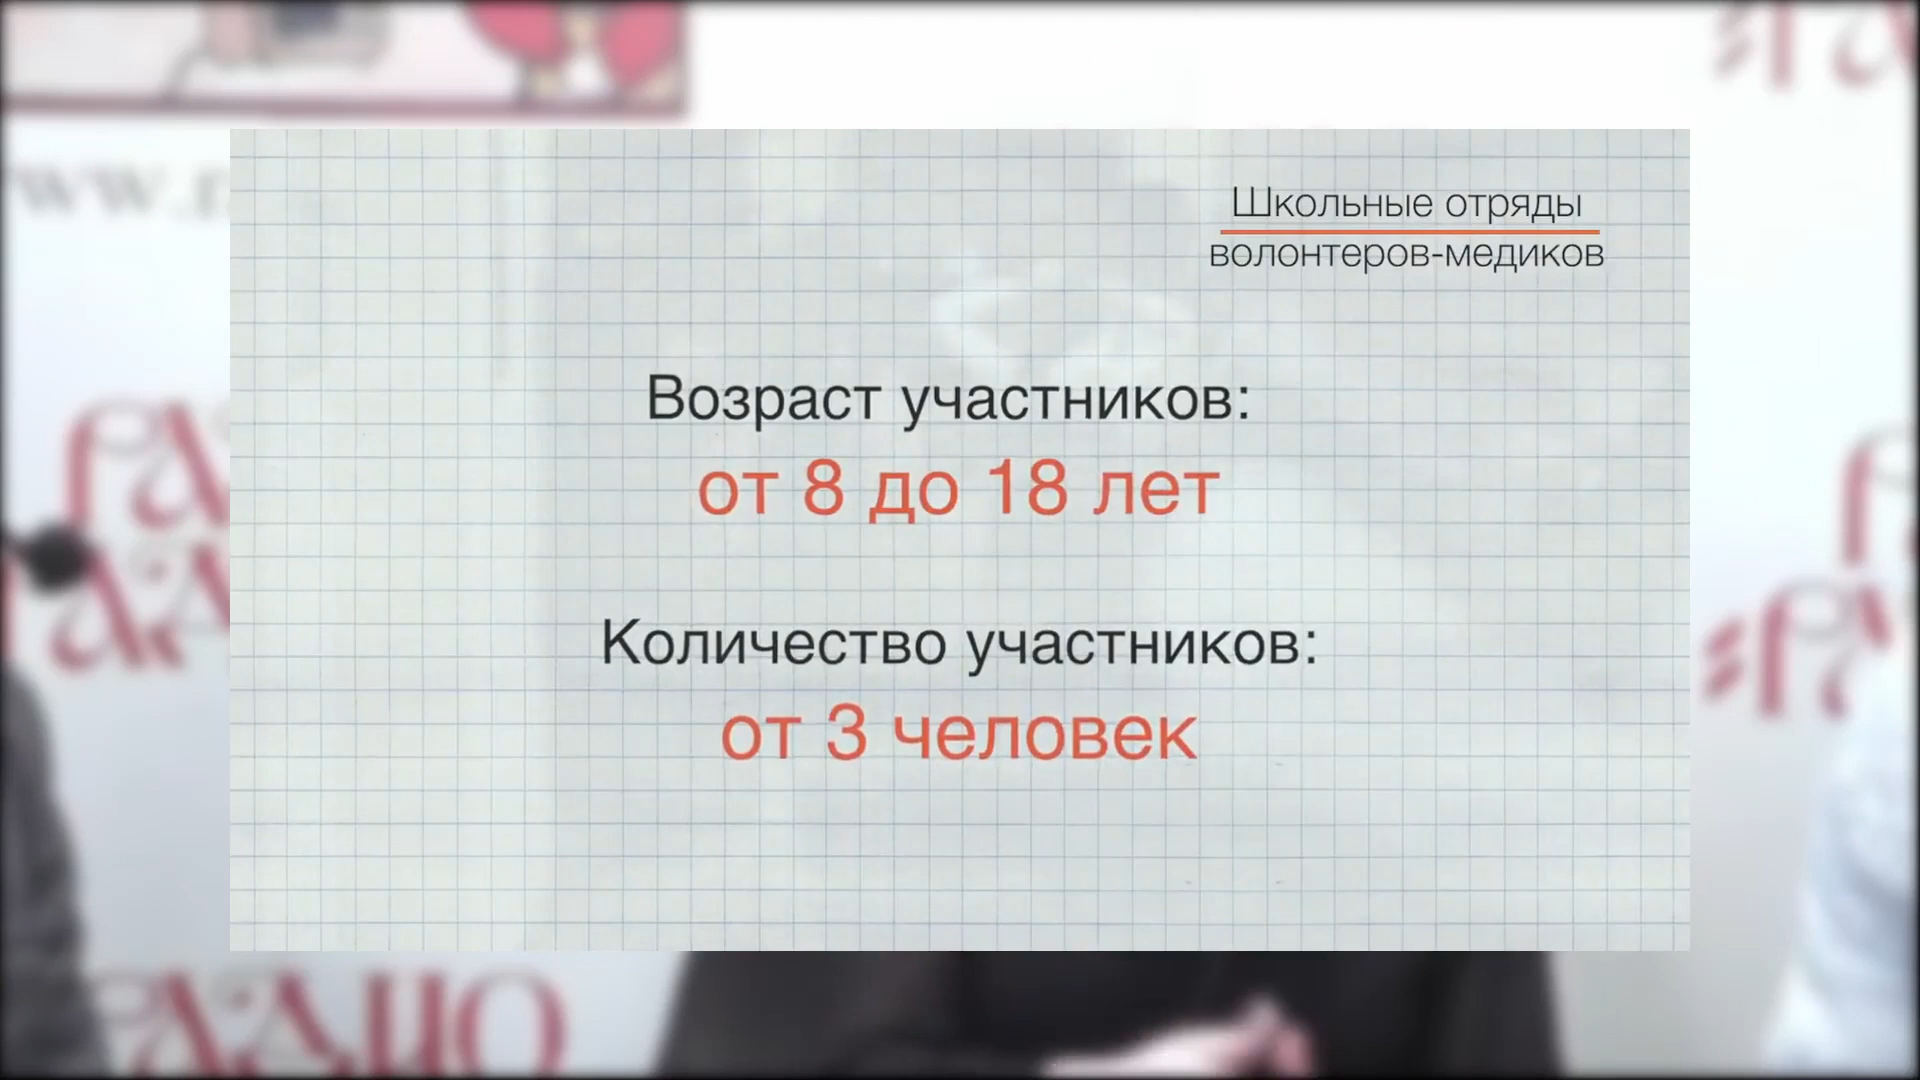 Школьные отряды
волонтеров-медиков
Возраст участников:
от 8 до 18 лет
Количество участников:
от 3 человек